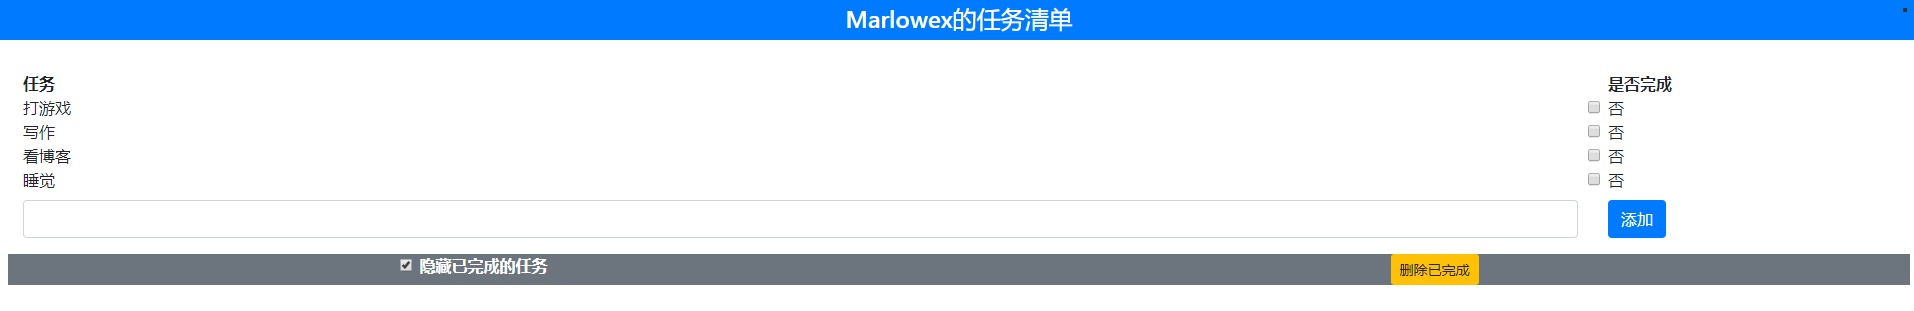 Marlowex的任务清单
任务 是否完成
打游戏 否
写作 否
看博客 否
睡觉 否
添加
隐藏已完成的任务 删除已完成